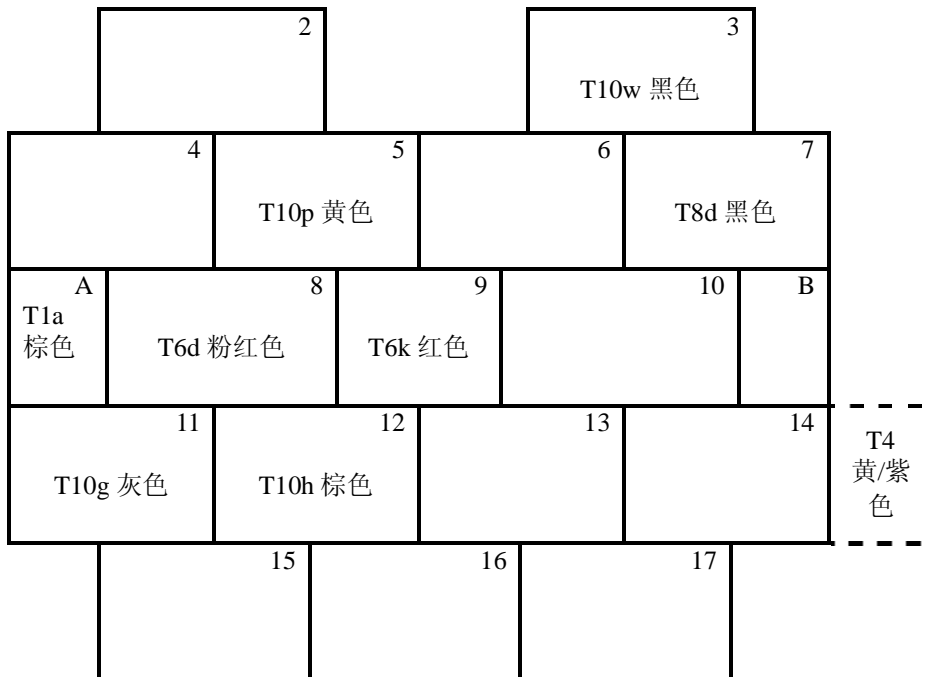 2 3
T10w 黑色
4 5 6 7
T10p 黄色 T8d 黑色
A 8 9 10 B
T1a
棕色 T6d 粉红色 T6k 红色
11 12 13 14
T10g 灰色 T10h 棕色
T4
黄/紫
色
15 16 17